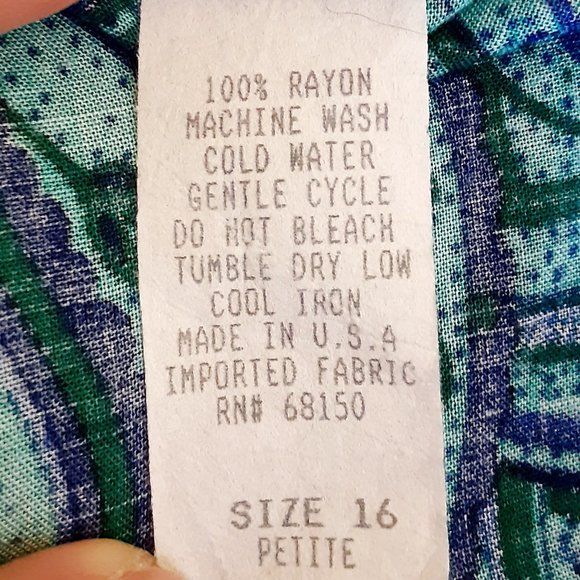 100% RAYON
MACHINE WASH
COLD WATER
GENTLE CYCLE
DO NOT BLEACH
TUMBLE DRY LOW
COOL IRON
MADE IN U.S.A
IMPORTED FABRIC
RN# 68150
SIZE 16
PETITE